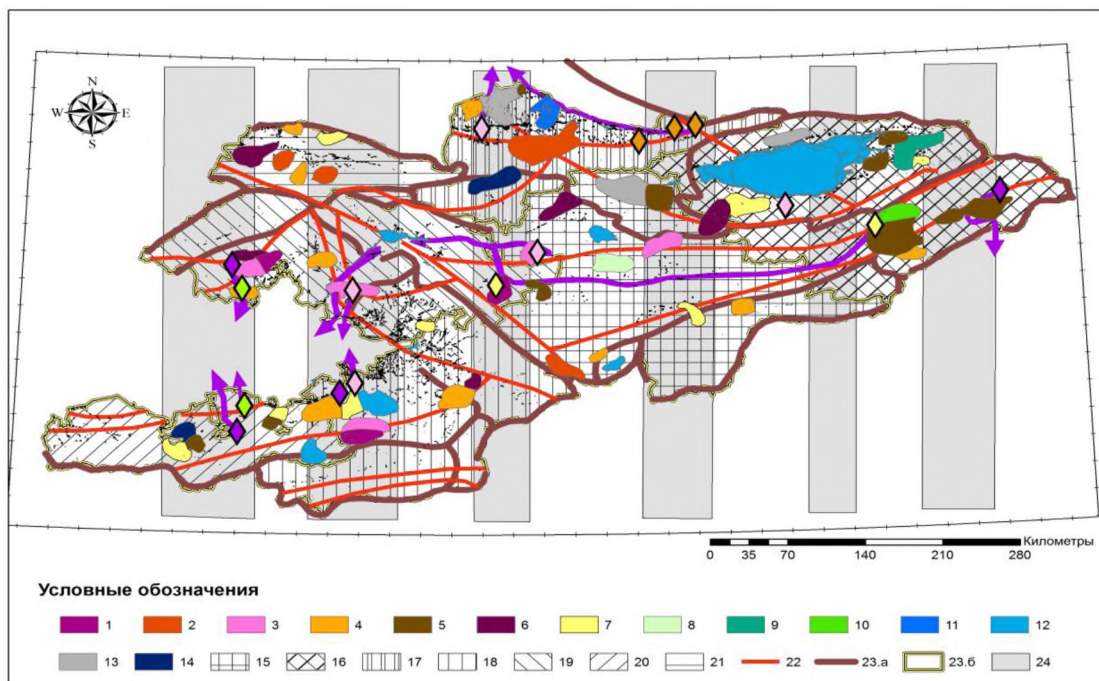 N
W E
S
Километры
0 35 70 140 210 280
Условные обозначения
1 2 3 4 5 6 7 8 9 10 11 12
13 14 15 16 17 18 19 20 21 22 23.а 23.б 24